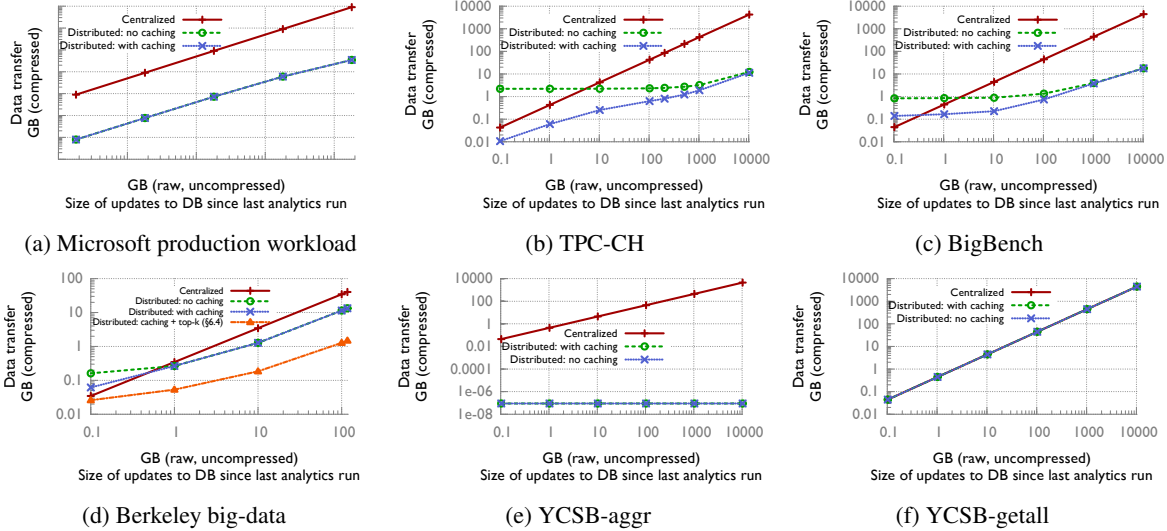 Data transfer
GB (compressed)
Centralized
Distributed: no caching
Distributed: with caching
GB (raw, uncompressed)
Size of updates to DB since last analytics run
(a) Microsoft production workload
Data transfer
GB (compressed)
10000
1000
100
10
1
0.1
0.01
Centralized
Distributed: no caching
Distributed: with caching
0.1 1 10 100 1000 10000
GB (raw, uncompressed)
Size of updates to DB since last analytics run
(b) TPC-CH
Data transfer
GB (compressed)
10000
1000
100
10
1
0.1
0.01
Centralized
Distributed: no caching
Distributed: with caching
0.1 1 10 100 1000 10000
GB (raw, uncompressed)
Size of updates to DB since last analytics run
(c) BigBench
Data transfer
GB (compressed)
100
10
1
0.1
0.01
Centralized
Distributed: no caching
Distributed: with caching
Distributed: caching + top-k (§6.4)
0.1 1 10 100
GB (raw, uncompressed)
Size of updates to DB since last analytics run
(d) Berkeley big-data
Data transfer
GB (compressed)
10000
100
1
0.01
0.0001
1e-06
1e-08
Centralized
Distributed: with caching
Distributed: no caching
0.1 1 10 100 1000 10000
GB (raw, uncompressed)
Size of updates to DB since last analytics run
(e) YCSB-aggr
Data transfer
GB (compressed)
10000
1000
100
10
1
0.1
0.01
Centralized
Distributed: with caching
Distributed: no caching
0.1 1 10 100 1000 10000
GB (raw, uncompressed)
Size of updates to DB since last analytics run
(f) YCSB-getall